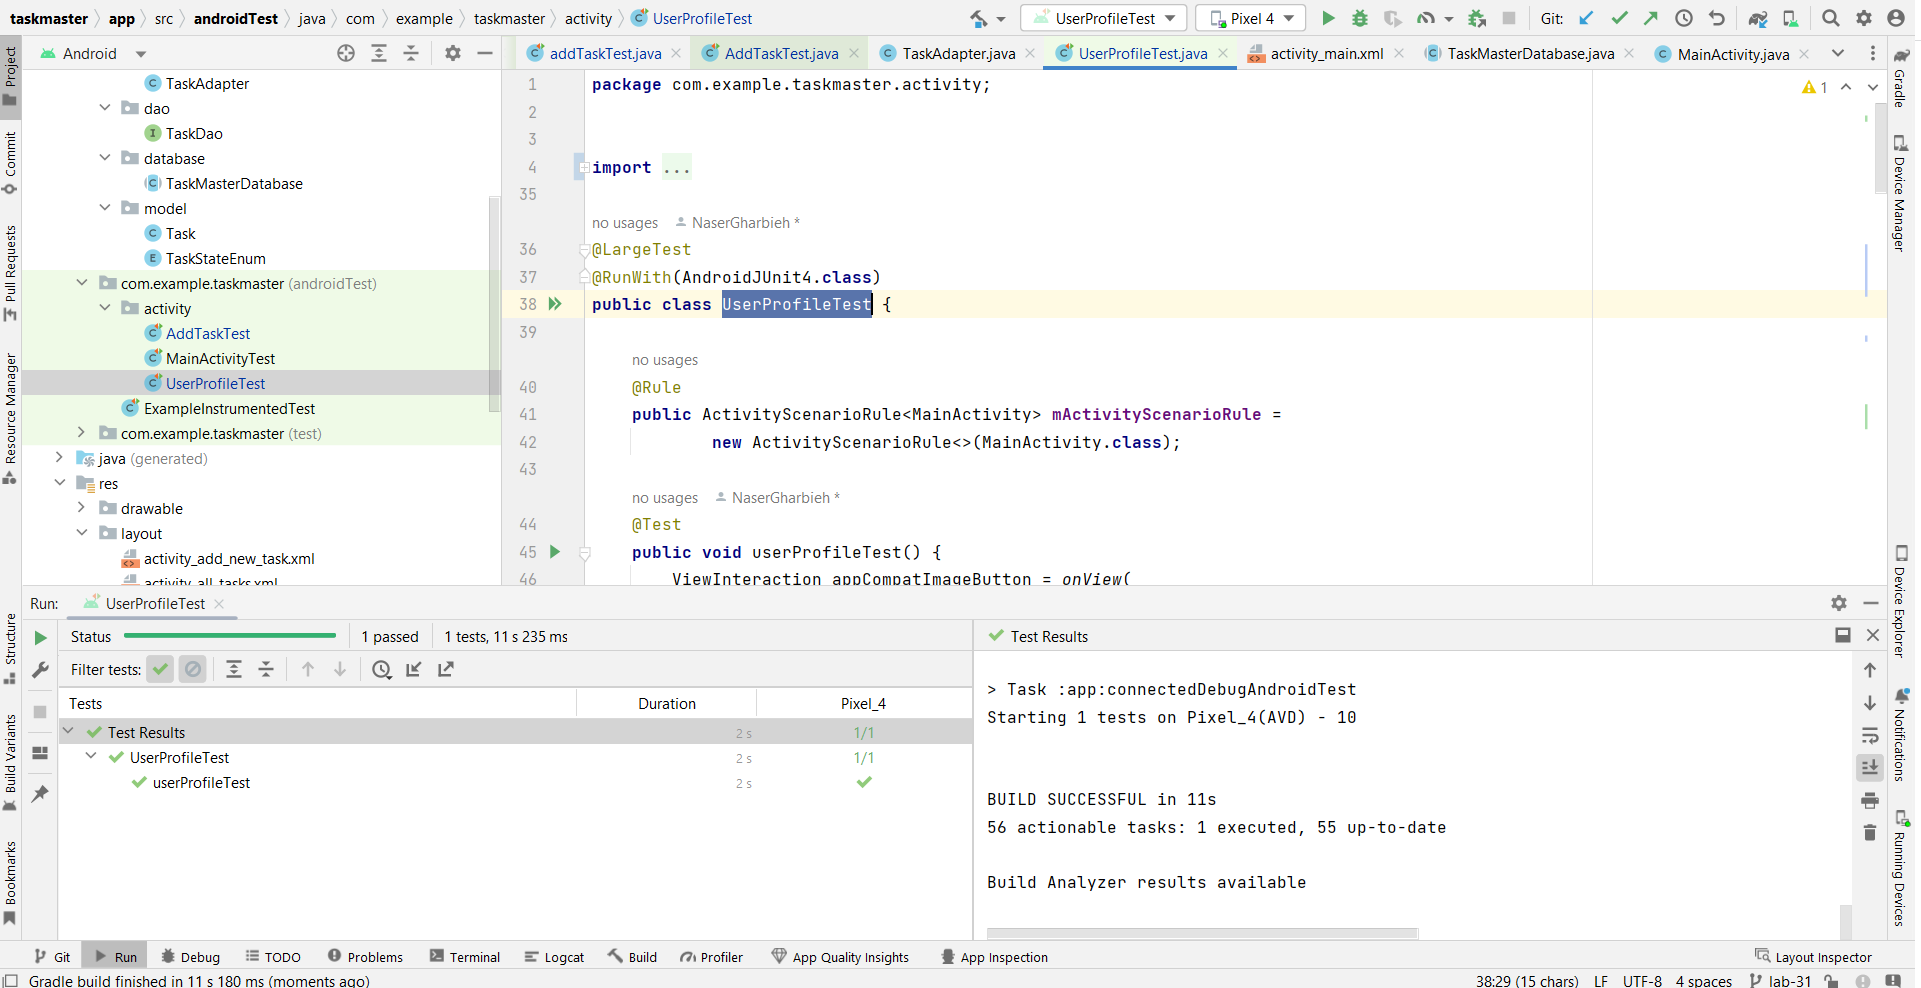 taskmaster app src androidTest java com example taskmaster activity UserProfileTest UserProfileTest Pixel 4 Git:
Android
addTaskTest.java AddTaskTest.java TaskAdapter.java UserProfileTest.java activity_main.xml TaskMasterDatabase.java MainActivity.java
Project
Commit
Pull Requests
Resource Manager
Structure
Build Variants
Bookmarks
TaskAdapter
dao
TaskDao
database
TaskMasterDatabase
model
Task
TaskStateEnum
com.example.taskmaster (androidTest)
activity
AddTaskTest
MainActivityTest
UserProfileTest
ExampleInstrumentedTest
com.example.taskmaster (test)
java (generated)
res
drawable
layout
activity_add_new_task.xml
activity_all_tasks.xml
1 package com.example.taskmaster.activity;
1
2
3
4 import ...
35
no usages NaserGharbieh *
36 @LargeTest
37 @RunWith(AndroidJUnit4.class)
38 public class UserProfileTest {
39
no usages
40 @Rule
41 public ActivityScenarioRule<MainActivity> mActivityScenarioRule =
42 new ActivityScenarioRule<>(MainActivity.class);
43
no usages NaserGharbieh *
44 @Test
45 public void userProfileTest() {
46 ViewInteraction appCompatImageButton = onView(
Gradle
Device Manager
Device Explorer
Notifications
Running Devices
Run: UserProfileTest
Status 1 passed 1 tests, 11 s 235 ms
Filter tests:
Tests Duration Pixel_4
Test Results 2 s 1/1
UserProfileTest 2 s 1/1
userProfileTest 2 s
Test Results
> Task :app:connectedDebugAndroidTest
Starting 1 tests on Pixel_4(AVD) - 10
BUILD SUCCESSFUL in 11s
56 actionable tasks: 1 executed, 55 up-to-date
Build Analyzer results available
Git Run Debug TODO Problems Terminal Logcat Build Profiler App Quality Insights App Inspection Layout Inspector
Gradle build finished in 11 s 180 ms (moments ago) 38:29 (15 chars) LF UTF-8 4 spaces lab-31